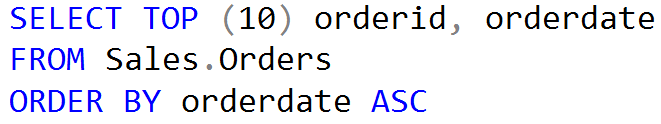 SELECT TOP (10) orderid, orderdate
FROM Sales.Orders
ORDER BY orderdate ASC